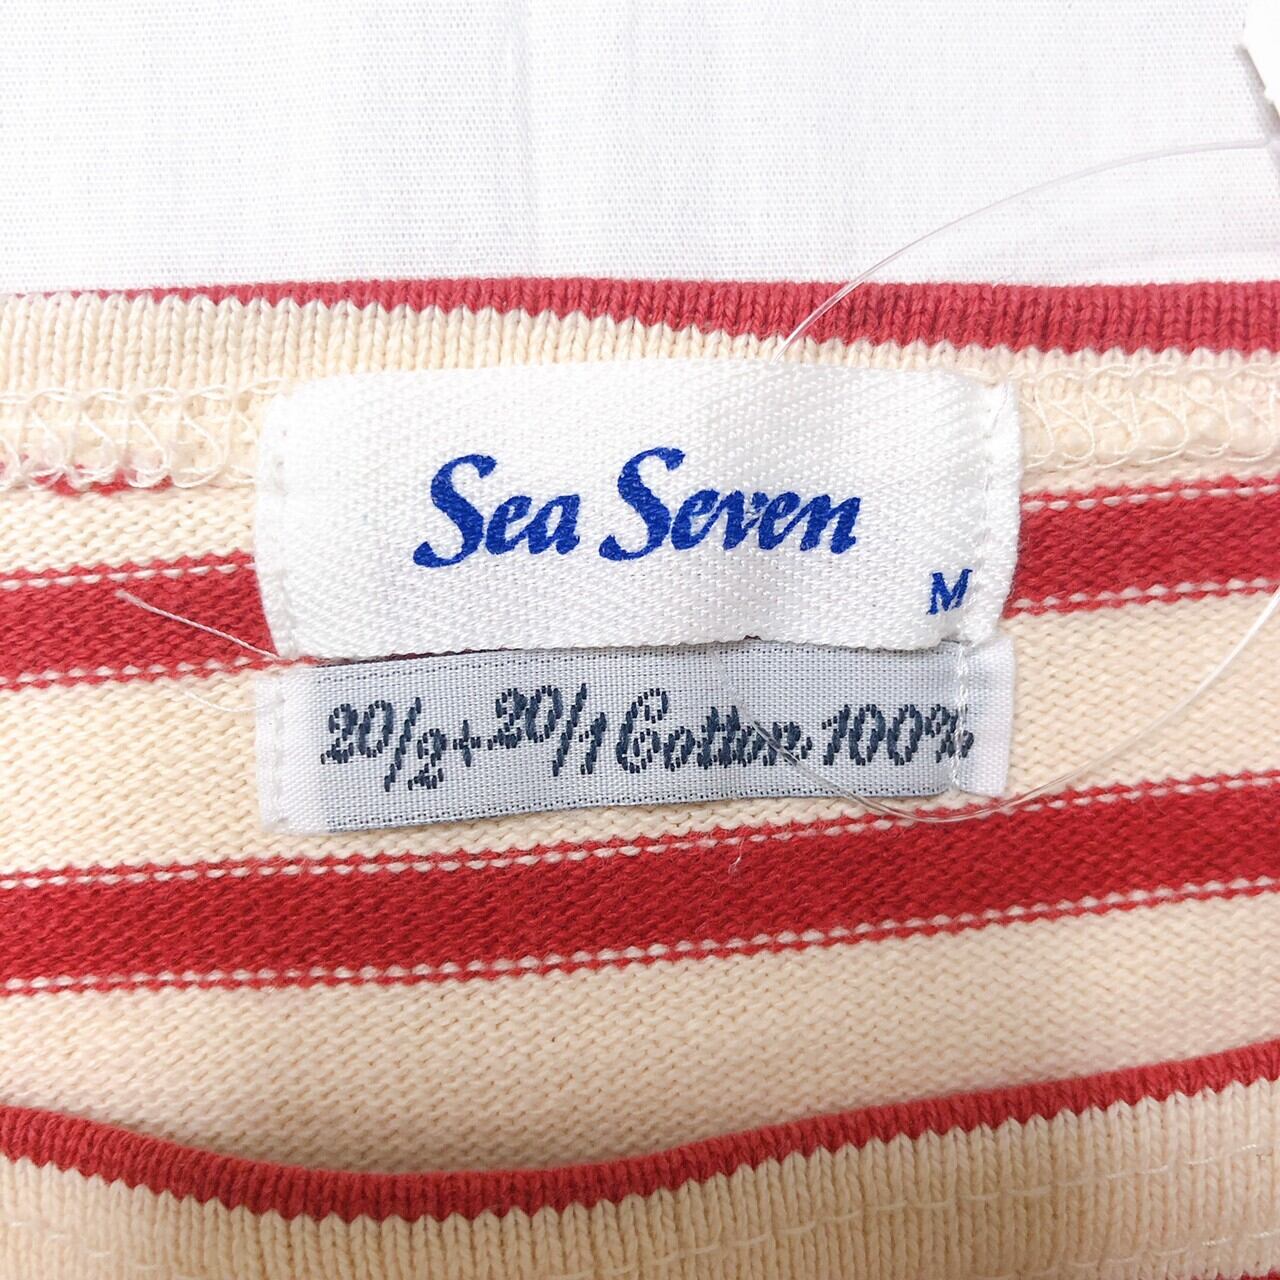 Sea Seven
M
20/2+20/1 Cotton 100%